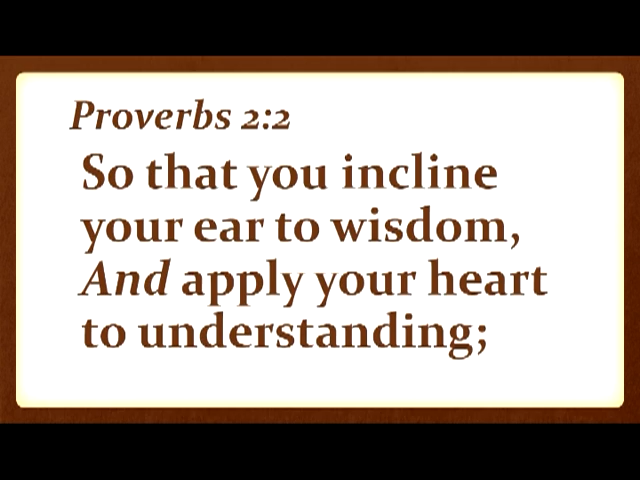 Proverbs 2:2
So that you incline
your ear to wisdom,
And apply your heart
to understanding;